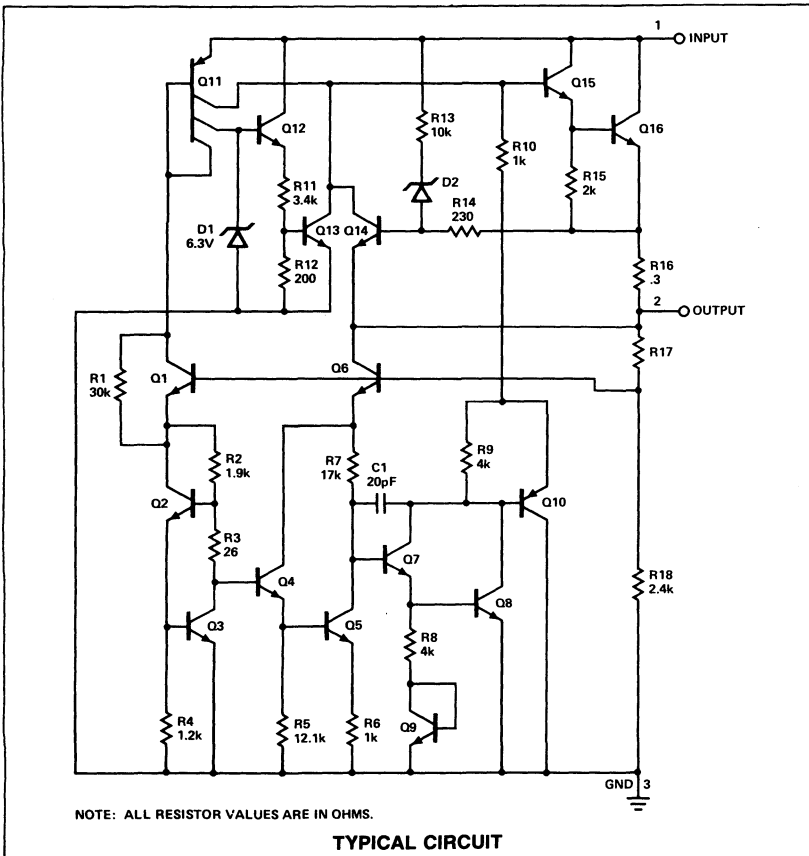 1
INPUT
Q11
Q12
Q15
Q16
R13
10k
R10
1k
D2
R15
2k
R11
3.4k
R14
230
D1
6.3V
Q13
Q14
R12
200
R16
.3
2
OUTPUT
R17
R1
30k
Q1
Q6
R2
1.9k
R7
17k
C1
20pF
R9
4k
Q10
Q2
R3
26
Q4
Q7
R18
2.4k
Q3
Q5
Q8
R8
4k
R4
1.2k
R5
12.1k
R6
1k
Q9
GND 3
NOTE: ALL RESISTOR VALUES ARE IN OHMS.
TYPICAL CIRCUIT